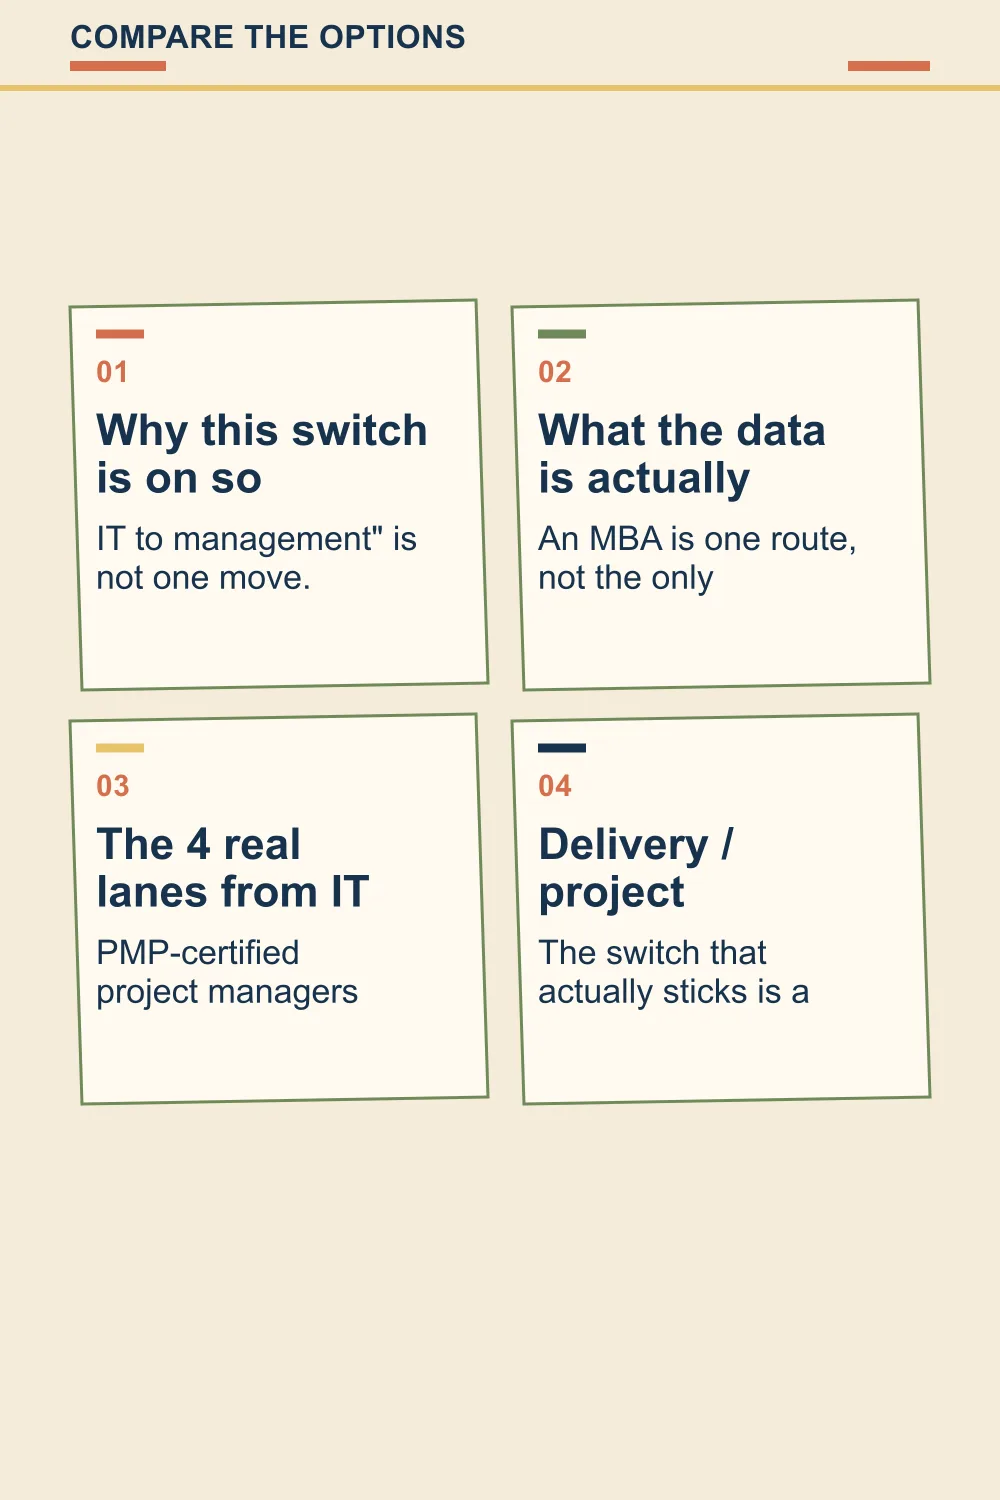 COMPARE THE OPTIONS
01
Why this switch
is on so
IT to management" is
not one move.
02
What the data
is actually
An MBA is one route,
not the only
03
The 4 real
lanes from IT
PMP-certified
project managers
04
Delivery /
project
The switch that
actually sticks is a